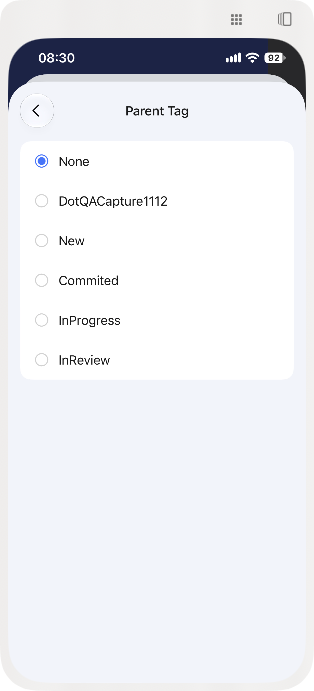 08:30
92
Parent Tag
None
DotQACapture1112
New
Commited
InProgress
InReview